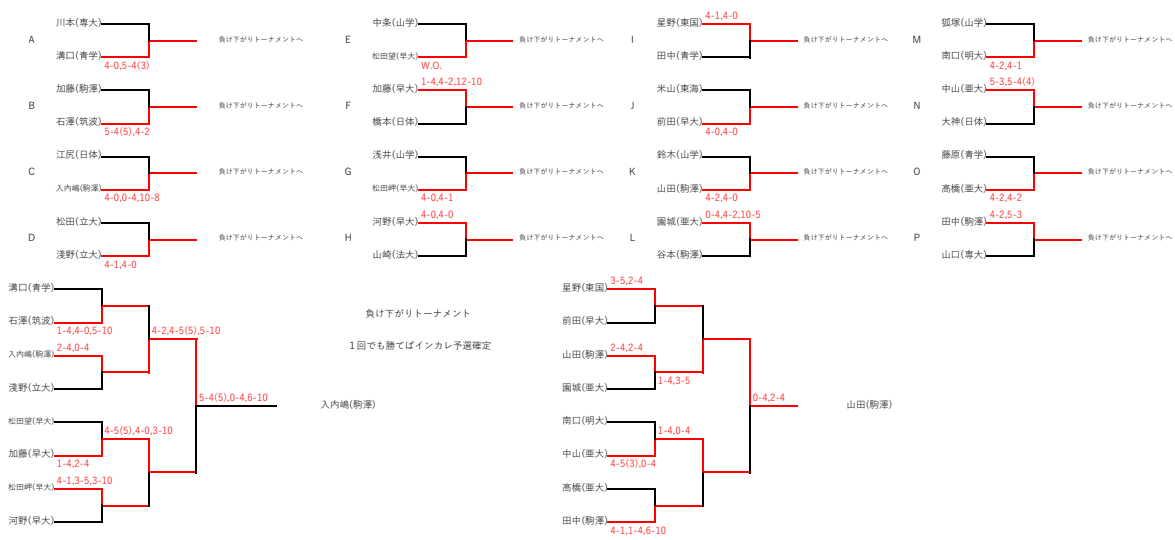 川本(専大)
A
負け下がりトーナメントへ
溝口(青学)
4-0,5-4(3)
加藤(駒澤)
B
負け下がりトーナメントへ
石澤(筑波)
5-4(5),4-2
江尻(日体)
C
負け下がりトーナメントへ
入内嶋(駒澤)
4-0,0-4,10-8
松田(立大)
D
負け下がりトーナメントへ
淺野(立大)
4-1,4-0
中条(山学)
E
負け下がりトーナメントへ
松田望(早大)
W.O.
1-4,4-2,12-10
加藤(早大)
F
負け下がりトーナメントへ
橋本(日体)
浅井(山学)
G
負け下がりトーナメントへ
松田岬(早大)
4-0,4-1
4-0,4-0
河野(早大)
H
負け下がりトーナメントへ
山崎(法大)
4-1,4-0
星野(東国)
I
負け下がりトーナメントへ
田中(青学)
米山(東海)
J
負け下がりトーナメントへ
前田(早大)
4-0,4-0
鈴木(山学)
K
負け下がりトーナメントへ
山田(駒澤)
4-2,4-0
0-4,4-2,10-5
園城(亜大)
L
負け下がりトーナメントへ
谷本(駒澤)
狐塚(山学)
M
負け下がりトーナメントへ
南口(明大)
4-2,4-1
5-3,5-4(4)
中山(亜大)
N
負け下がりトーナメントへ
大神(日体)
藤原(青学)
O
負け下がりトーナメントへ
髙橋(亜大)
4-2,4-2
4-2,5-3
田中(駒澤)
P
負け下がりトーナメントへ
山口(専大)
溝口(青学)
石澤(筑波)
1-4,4-0,5-10
4-2,4-5(5),5-10
2-4,0-4
入内嶋(駒澤)
淺野(立大)
5-4(5),0-4,6-10
入内嶋(駒澤)
松田望(早大)
4-5(5),4-0,3-10
加藤(早大)
1-4,2-4
4-1,3-5,3-10
松田岬(早大)
河野(早大)
負け下がりトーナメント
1回でも勝てばインカレ予選確定
3-5,2-4
星野(東国)
前田(早大)
2-4,2-4
山田(駒澤)
1-4,3-5
園城(亜大)
0-4,2-4
山田(駒澤)
南口(明大)
1-4,0-4
中山(亜大)
4-5(3),0-4
髙橋(亜大)
田中(駒澤)
4-1,1-4,6-10